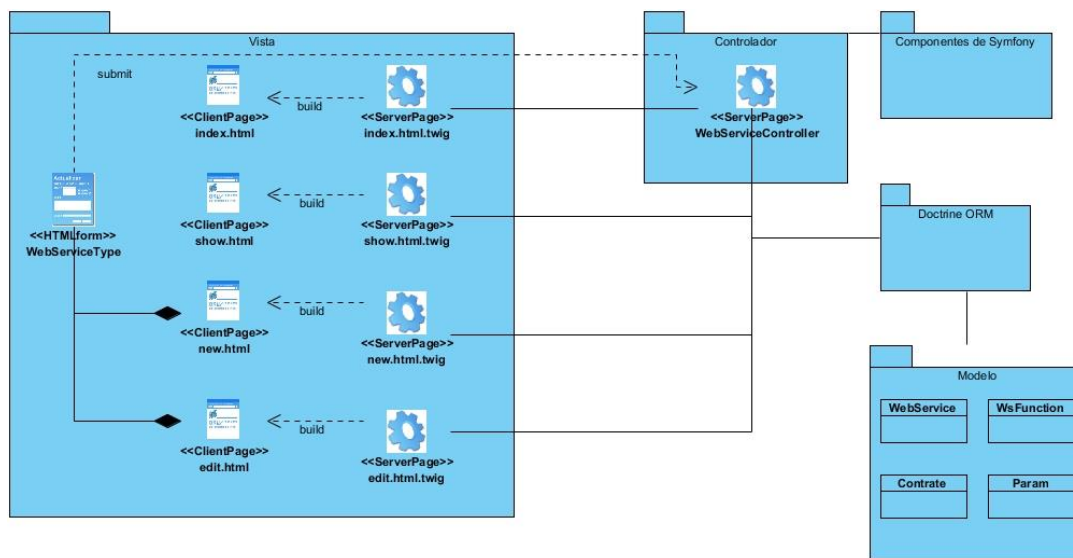 Vista
submit
<<ClientPage>>
index.html
build
<<ServerPage>>
index.html.twig
<<ClientPage>>
show.html
build
<<ServerPage>>
show.html.twig
<<HTMLform>>
WebServiceType
<<ClientPage>>
new.html
build
<<ServerPage>>
new.html.twig
<<ClientPage>>
edit.html
build
<<ServerPage>>
edit.html.twig
Controlador
<<ServerPage>>
WebServiceController
Componentes de Symfony
Doctrine ORM
Modelo
WebService
WsFunction
Contrate
Param